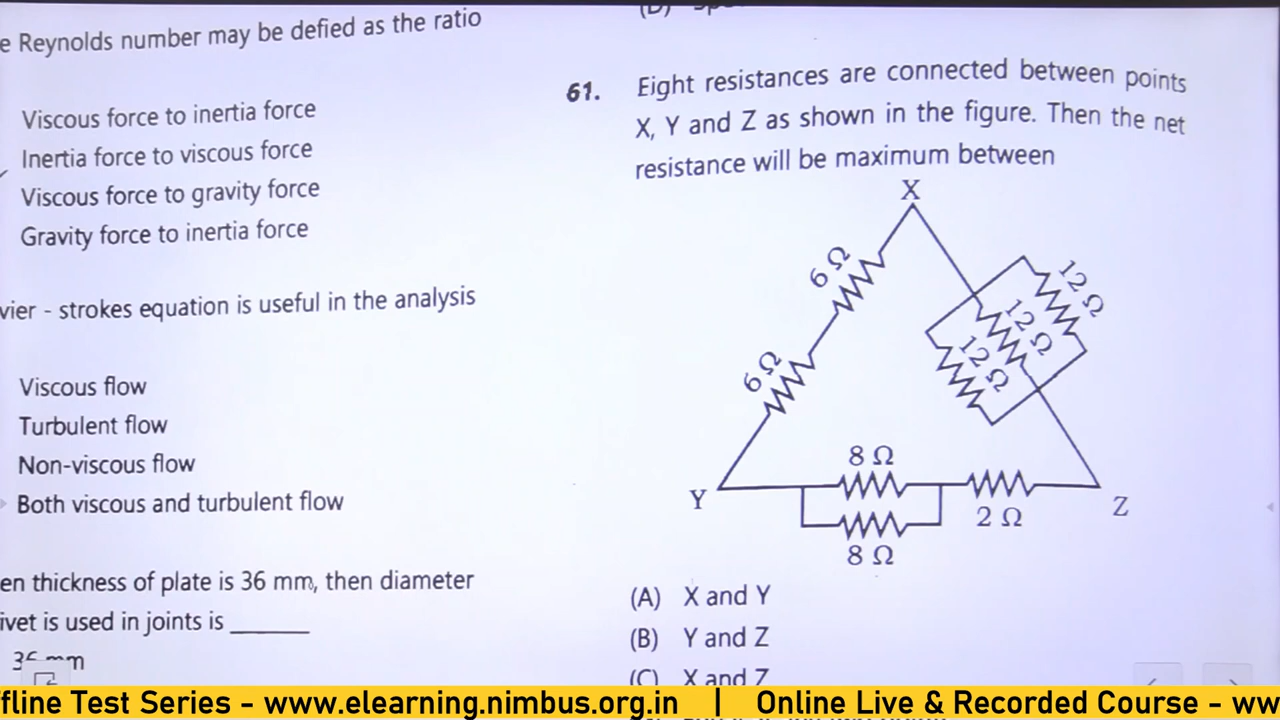 e Reynolds number may be defied as the ratio
Viscous force to inertia force
Inertia force to viscous force
Viscous force to gravity force
Gravity force to inertia force
vier - strokes equation is useful in the analysis
Viscous flow
Turbulent flow
Non-viscous flow
Both viscous and turbulent flow
en thickness of plate is 36 mm, then diameter
ivet is used in joints is ______
mm
(D)
61. Eight resistances are connected between points
X, Y and Z as shown in the figure. Then the net
resistance will be maximum between
X
6 Ω
6 Ω
12 Ω
12 Ω
12 Ω
8 Ω
Y
Z
2 Ω
8 Ω
(A) X and Y
(B) Y and Z
(C) X and Z
ffline Test Series - www.elearning.nimbus.org.in | Online Live & Recorded Course - ww